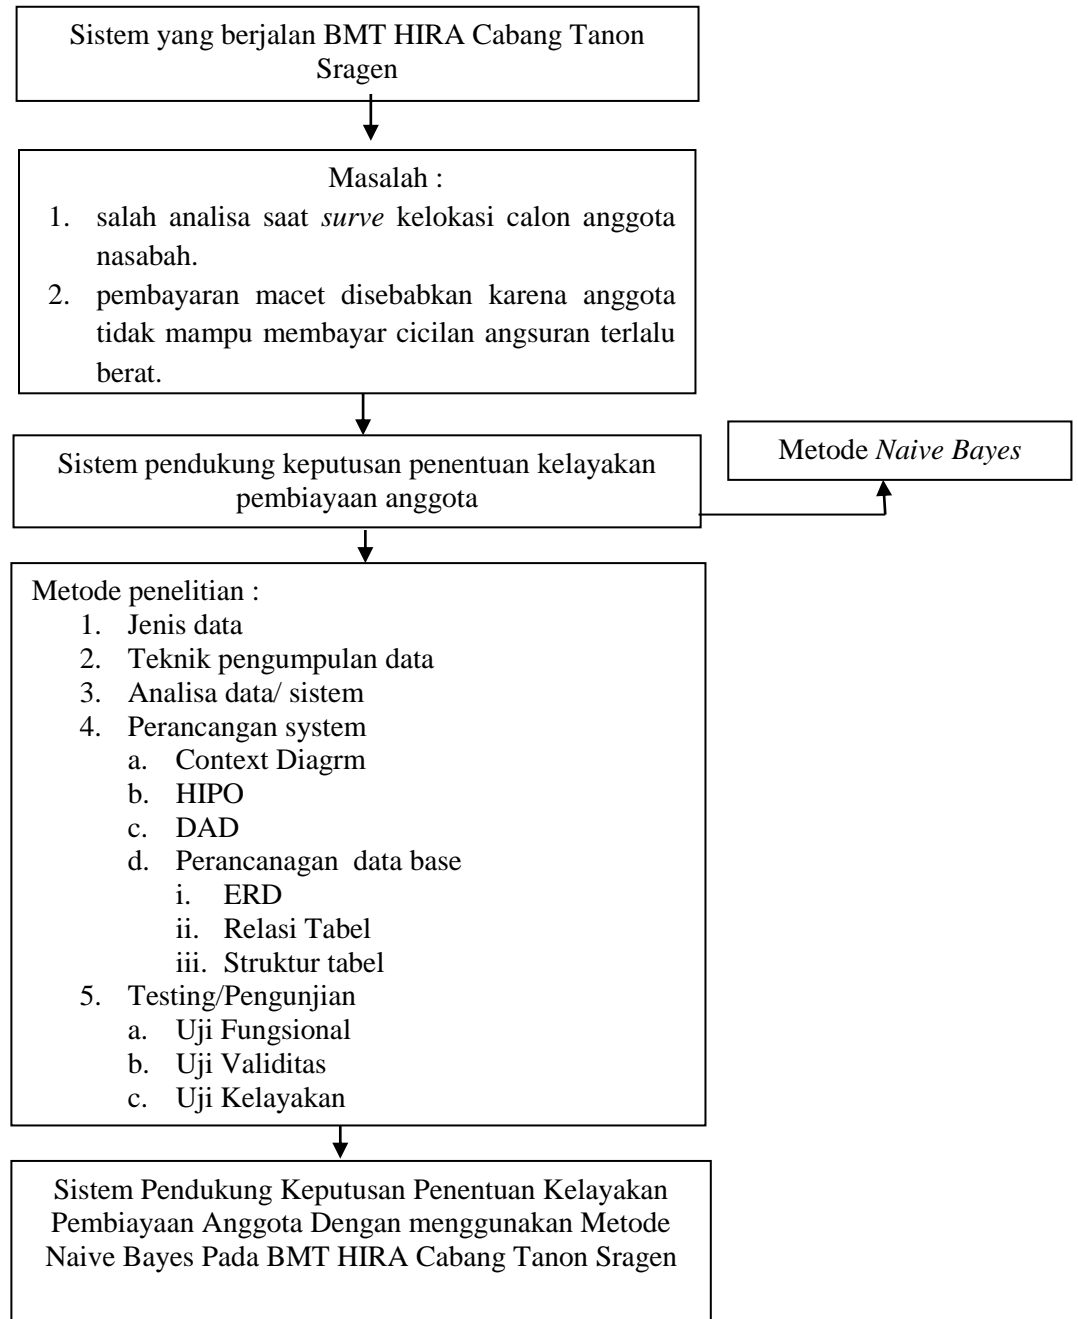 Sistem yang berjalan BMT HIRA Cabang Tanon
Sragen
Masalah :
1. salah analisa saat surve kelokasi calon anggota
nasabah.
2. pembayaran macet disebabkan karena anggota
tidak mampu membayar cicilan angsuran terlalu
berat.
Sistem pendukung keputusan penentuan kelayakan
pembiayaan anggota
Metode Naive Bayes
Metode penelitian :
1. Jenis data
2. Teknik pengumpulan data
3. Analisa data/ sistem
4. Perancangan system
a. Context Diagrm
b. HIPO
c. DAD
d. Perancanagan data base
i. ERD
ii. Relasi Tabel
iii. Struktur tabel
5. Testing/Pengunjian
a. Uji Fungsional
b. Uji Validitas
c. Uji Kelayakan
Sistem Pendukung Keputusan Penentuan Kelayakan
Pembiayaan Anggota Dengan menggunakan Metode
Naive Bayes Pada BMT HIRA Cabang Tanon Sragen